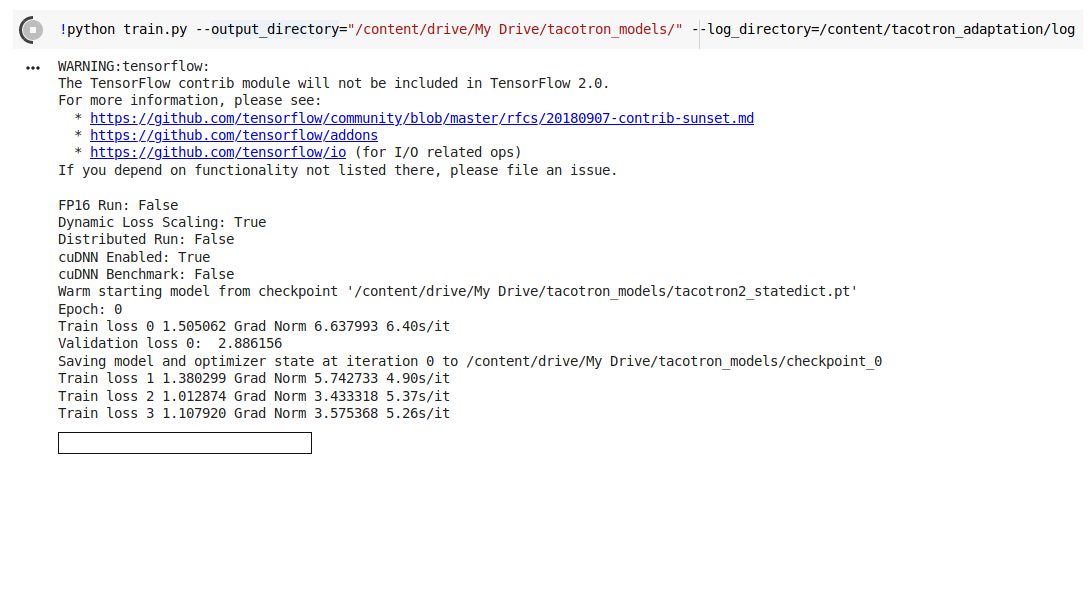 !python train.py --output_directory="/content/drive/My Drive/tacotron_models/" --log_directory=/content/tacotron_adaptation/log
WARNING:tensorflow:
The TensorFlow contrib module will not be included in TensorFlow 2.0.
For more information, please see:
  * https://github.com/tensorflow/community/blob/master/rfcs/20180907-contrib-sunset.md
  * https://github.com/tensorflow/addons
  * https://github.com/tensorflow/io (for I/O related ops)
If you depend on functionality not listed there, please file an issue.

FP16 Run: False
Dynamic Loss Scaling: True
Distributed Run: False
cuDNN Enabled: True
cuDNN Benchmark: False
Warm starting model from checkpoint '/content/drive/My Drive/tacotron_models/tacotron2_statedict.pt'
Epoch: 0
Train loss 0 1.505062 Grad Norm 6.637993 6.40s/it
Validation loss 0:  2.886156
Saving model and optimizer state at iteration 0 to /content/drive/My Drive/tacotron_models/checkpoint_0
Train loss 1 1.380299 Grad Norm 5.742733 4.90s/it
Train loss 2 1.012874 Grad Norm 3.433318 5.37s/it
Train loss 3 1.107920 Grad Norm 3.575368 5.26s/it